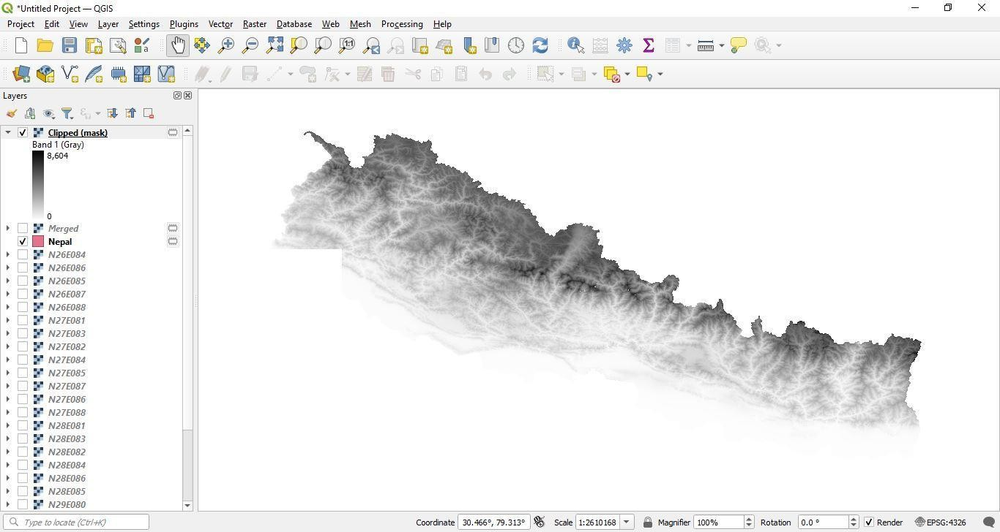 *Untitled Project — QGIS
Project Edit View Layer Settings Plugins Vector Raster Database Web Mesh Processing Help
1:1
Layers
Clipped (mask)
Band 1 (Gray)
8,604
0
Merged
Nepal
N26E084
N26E086
N26E085
N26E087
N26E088
N27E081
N27E083
N27E082
N27E084
N27E085
N27E087
N27E086
N27E088
N28E081
N28E083
N28E082
N28E084
N28E086
N28E085
N29E080
Type to locate (Ctrl+K) Coordinate 30.466°, 79.313° Scale 1:2610168 Magnifier 100% Rotation 0.0 ° Render EPSG:4326